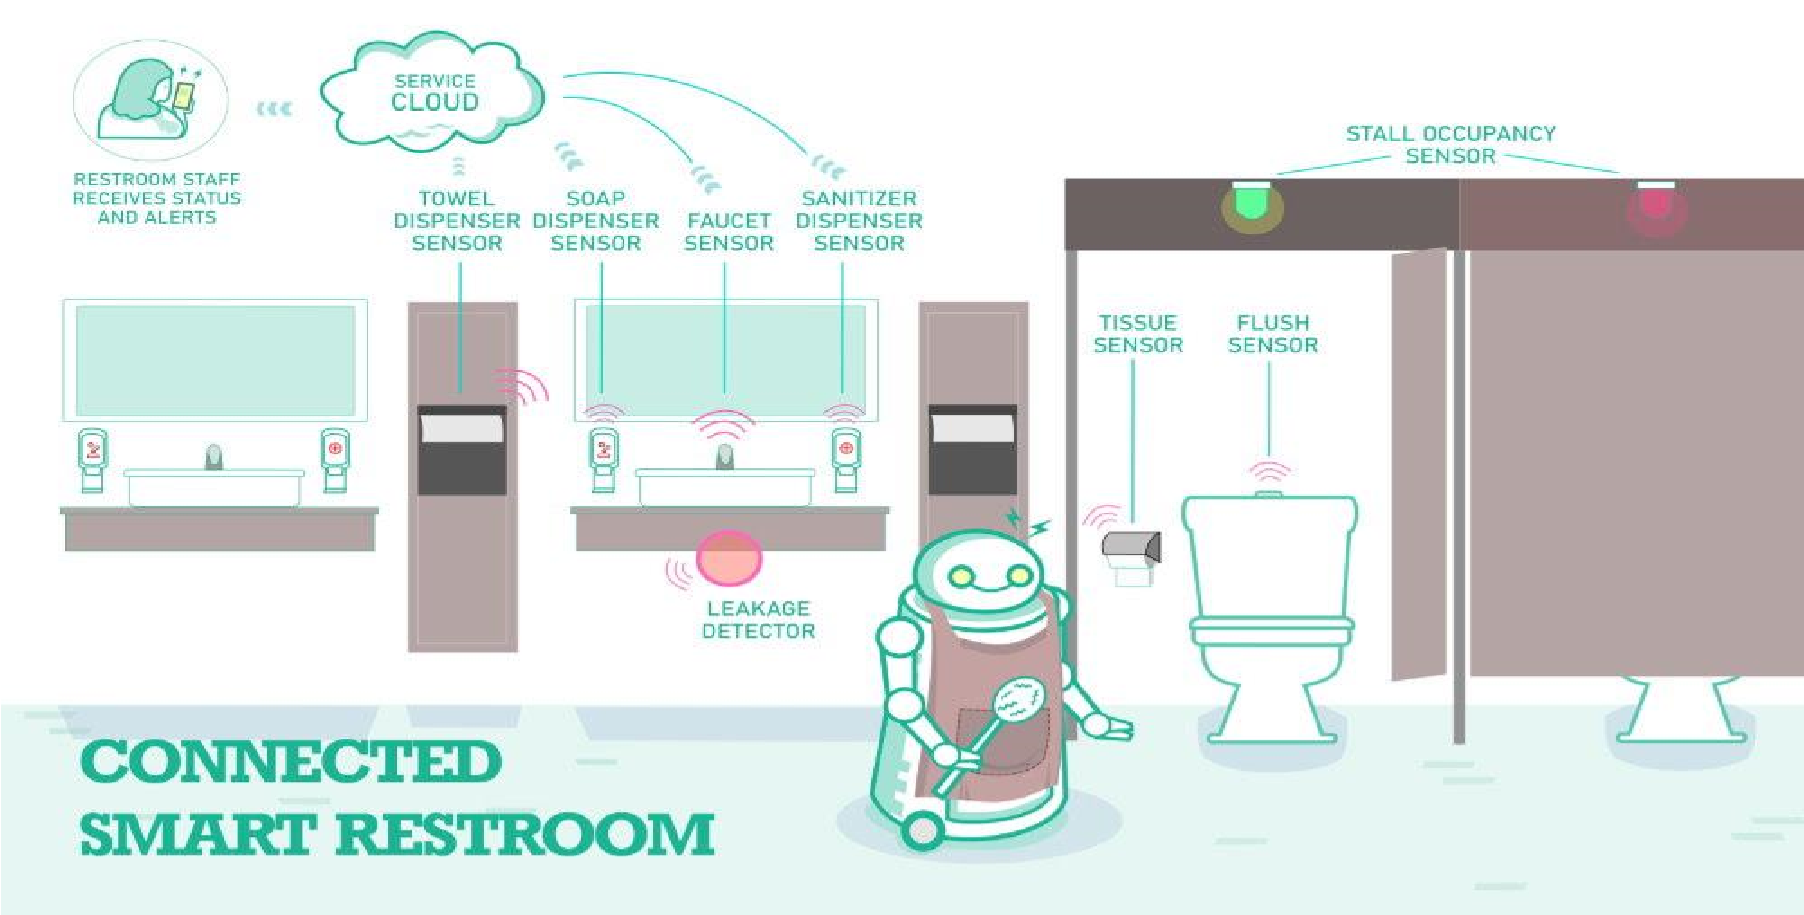 SERVICE
CLOUD
RESTROOM STAFF
RECEIVES STATUS
AND ALERTS
TOWEL
DISPENSER
SENSOR
SOAP
DISPENSER
SENSOR
FAUCET
SENSOR
SANITIZER
DISPENSER
SENSOR
STALL OCCUPANCY
SENSOR
TISSUE
SENSOR
FLUSH
SENSOR
LEAKAGE
DETECTOR
CONNECTED
SMART RESTROOM